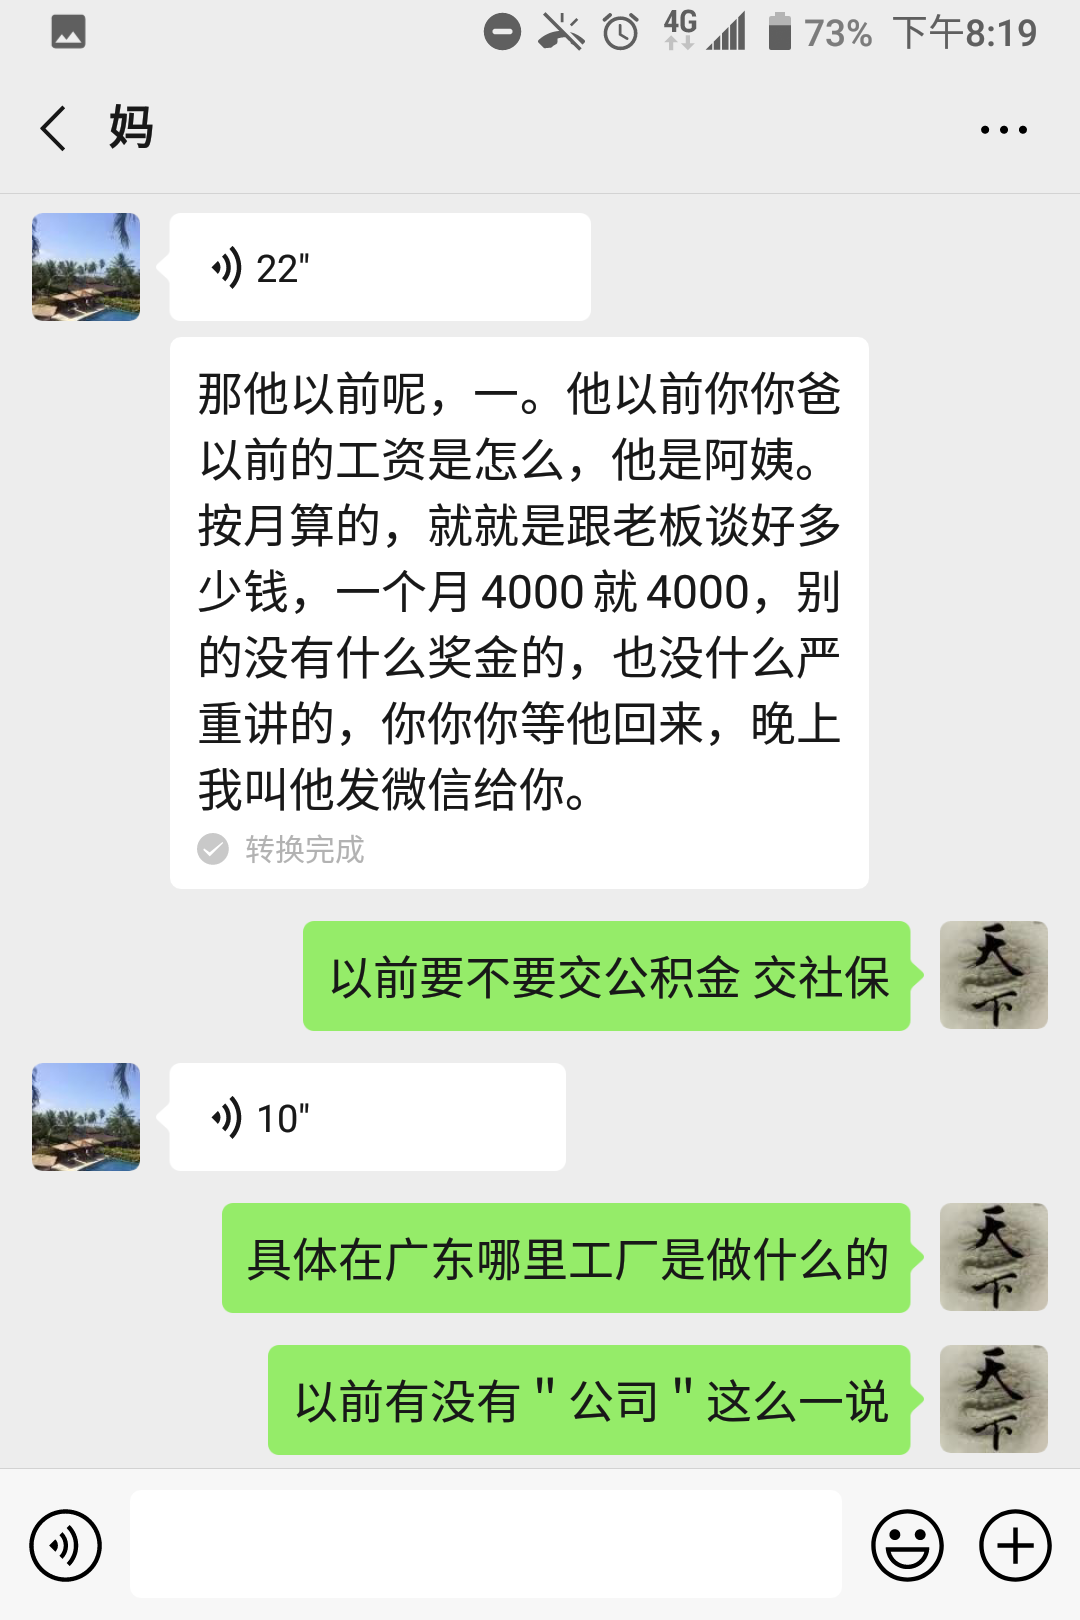 4G 73% 下午8:19
妈
22"
那他以前呢，一。他以前你你爸
以前的工资是怎么，他是阿姨。
按月算的，就就是跟老板谈好多
少钱，一个月4000就4000，别
的没有什么奖金的，也没什么严
重讲的，你你你等他回来，晚上
我叫他发微信给你。
转换完成
以前要不要交公积金 交社保
天下
10"
具体在广东哪里工厂是做什么的
天下
以前有没有＂公司＂这么一说
天下